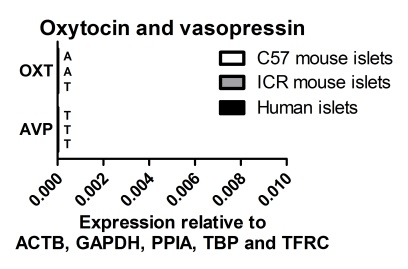 Oxytocin and vasopressin
OXT
A
A
T
AVP
T
T
T
C57 mouse islets
ICR mouse islets
Human islets
0.000 0.002 0.004 0.006 0.008 0.010
Expression relative to
ACTB, GAPDH, PPIA, TBP and TFRC